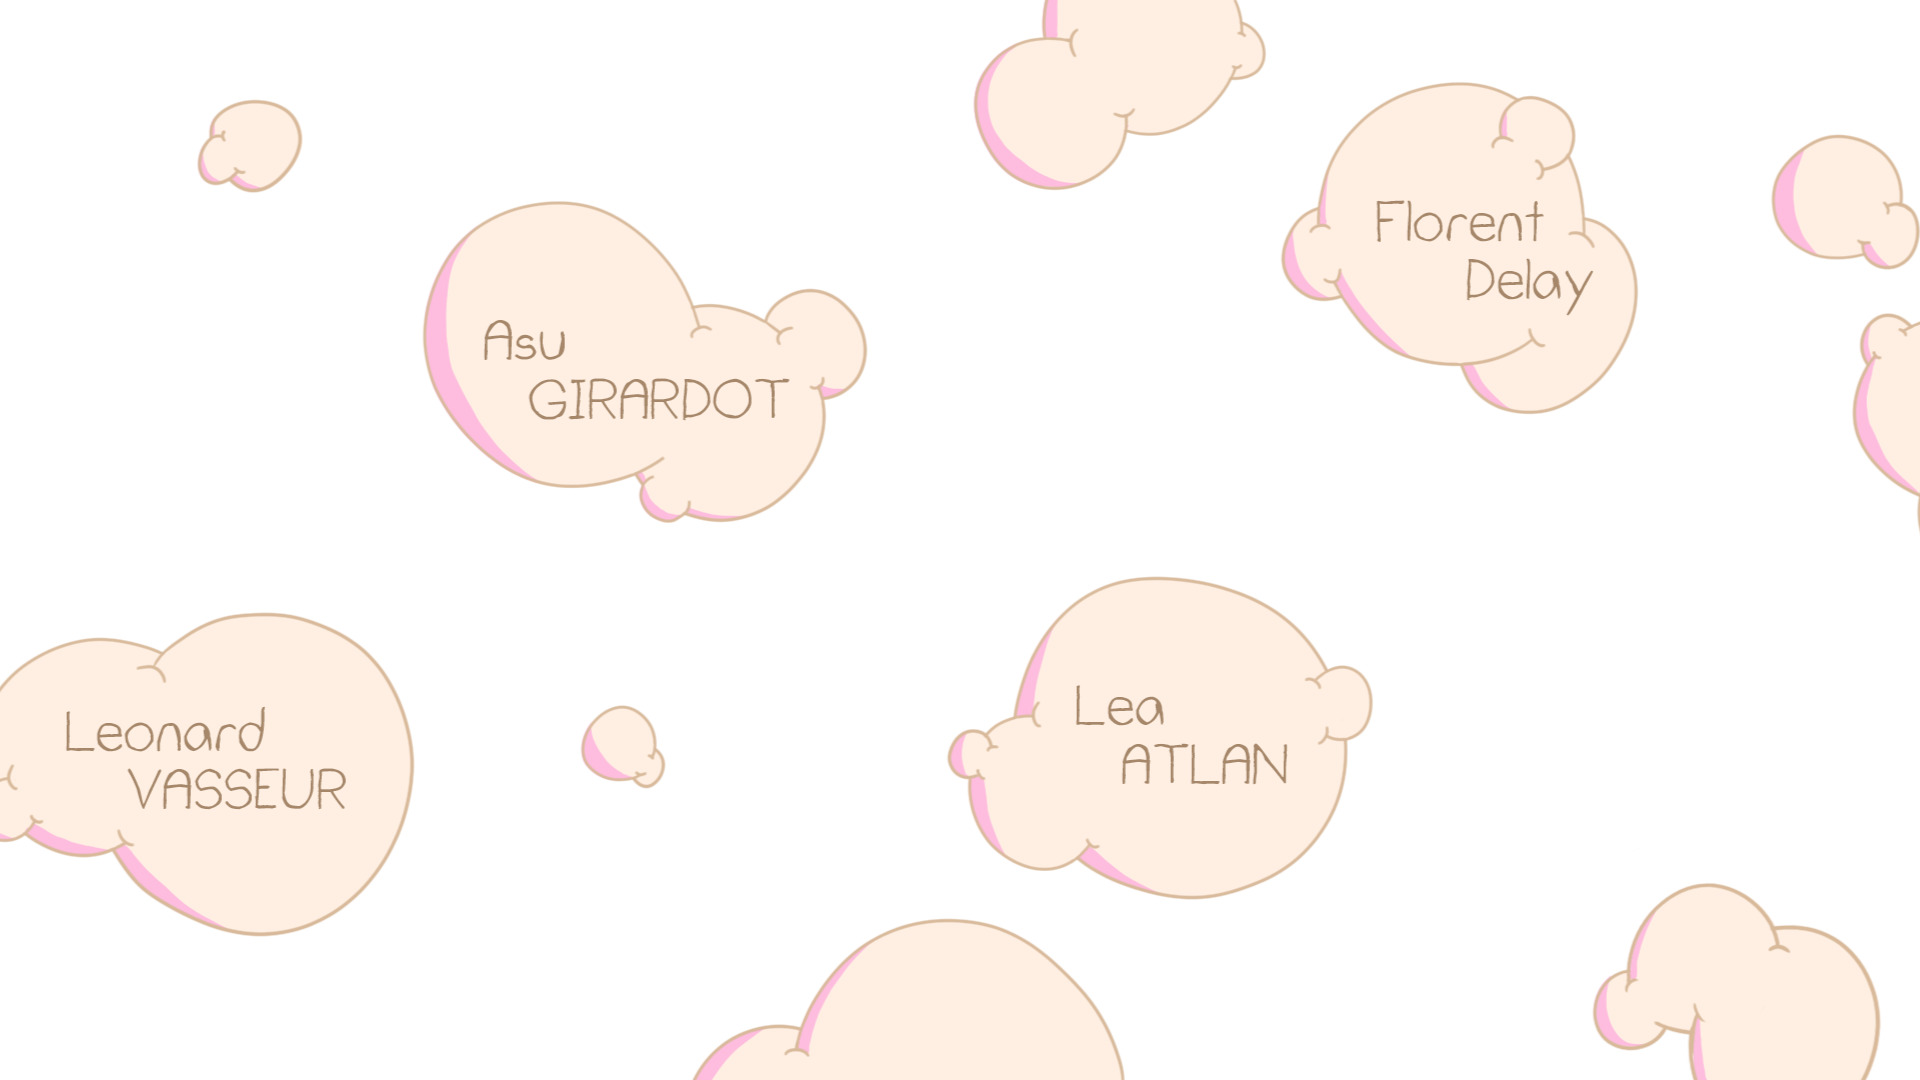 Florent
Delay
Asu
GIRARDOT
Lea
ATLAN
Leonard
VASSEUR